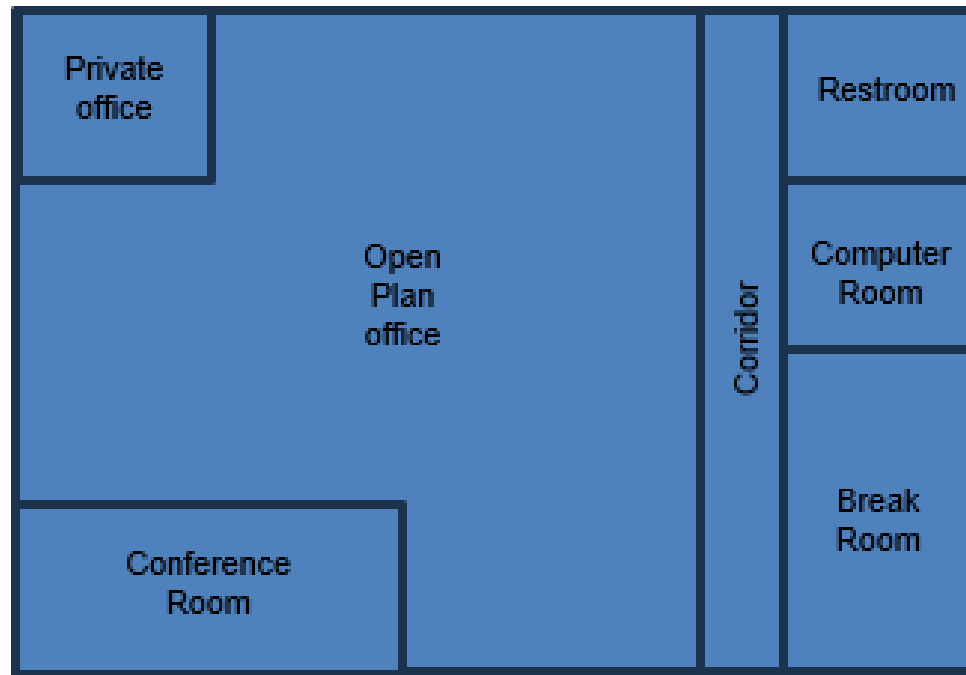 Private
office
Restroom
Open
Plan
office
Computer
Room
Corridor
Break
Room
Conference
Room